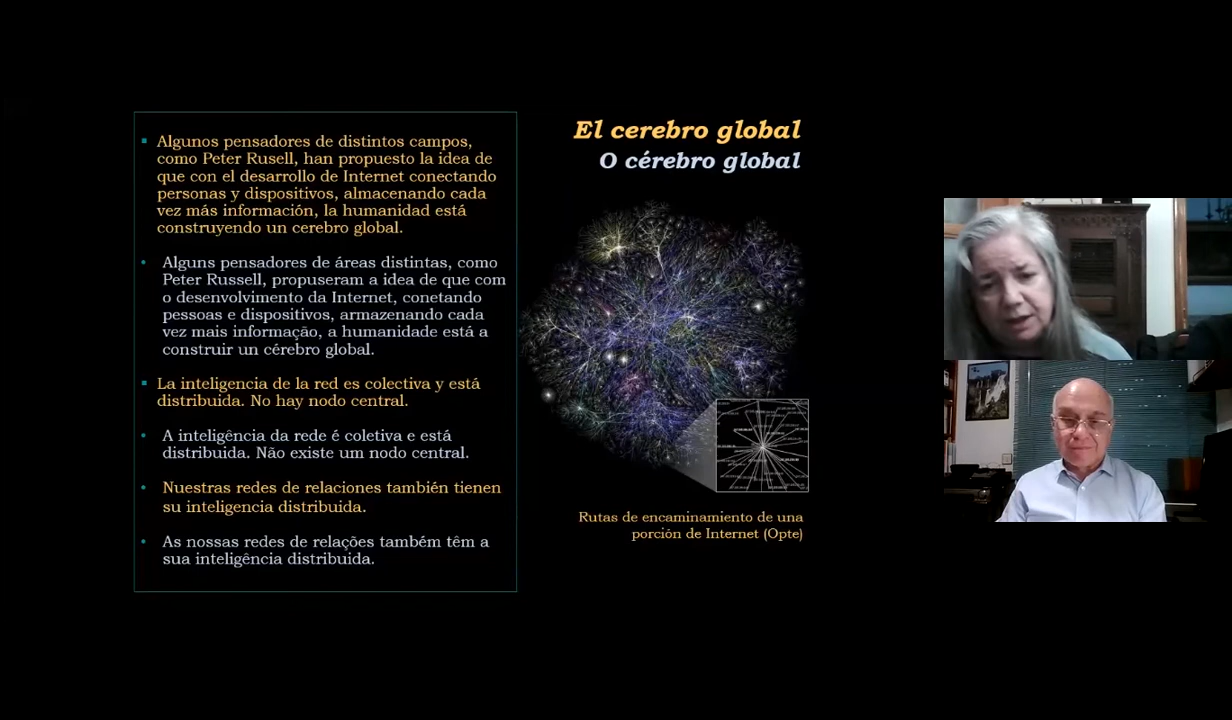 Algunos pensadores de distintos campos,
como Peter Rusell, han propuesto la idea de
que con el desarrollo de Internet conectando
personas y dispositivos, almacenando cada
vez más información, la humanidad está
construyendo un cerebro global.
Alguns pensadores de áreas distintas, como
Peter Russell, propuseram a idea de que com
o desenvolvimento da Internet, conetando
pessoas e dispositivos, armazenando cada
vez mais informação, a humanidade está a
construir un cérebro global.
La inteligencia de la red es colectiva y está
distribuida. No hay nodo central.
A inteligência da rede é coletiva e está
distribuida. Não existe um nodo central.
Nuestras redes de relaciones también tienen
su inteligencia distribuida.
As nossas redes de relações também têm a
sua inteligência distribuida.
El cerebro global
O cérebro global
Rutas de encaminamiento de una
porción de Internet (Opte)